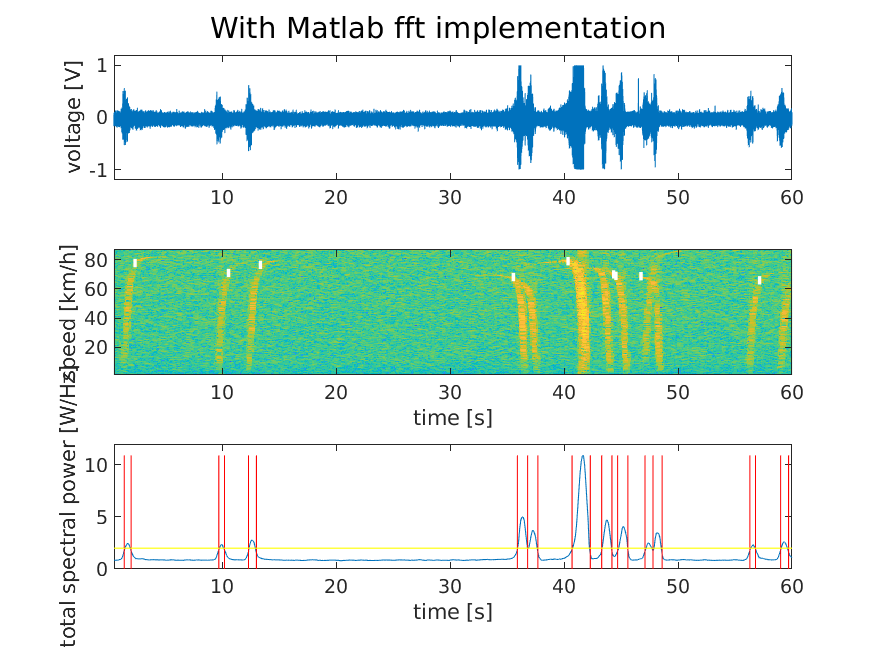 With Matlab fft implementation
voltage [V]
1
0
-1
10 20 30 40 50 60
speed [km/h]
80
60
40
20
10 20 30 40 50 60
time [s]
total spectral power [W/Hz]
10
5
0
10 20 30 40 50 60
time [s]